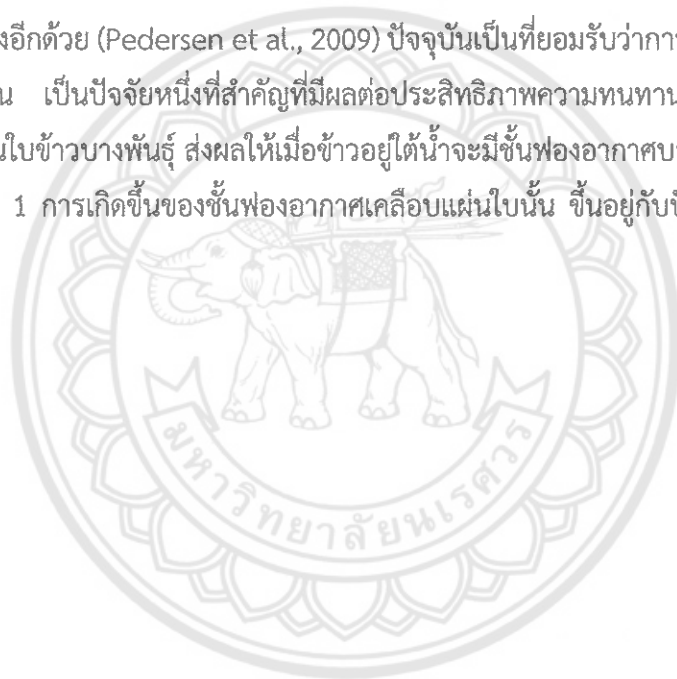 งอีกด้วย (Pedersen et al., 2009) ปัจจุบันเป็นที่ยอมรับว่าการ
น เป็นปัจจัยหนึ่งที่สำคัญที่มีผลต่อประสิทธิภาพความทนทาน
นใบข้าวบางพันธุ์ ส่งผลให้เมื่อข้าวอยู่ใต้น้ำจะมีชั้นฟองอากาศบ
1 การเกิดขึ้นของชั้นฟองอากาศเคลือบแผ่นใบนั้น ขึ้นอยู่กับ
มหาวิทยาลัยนเรศวร